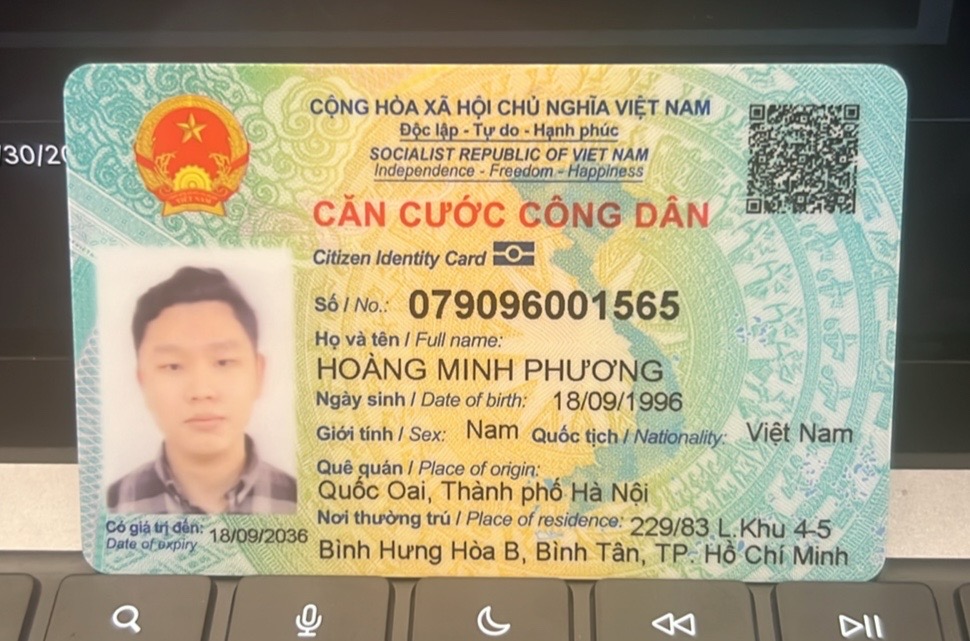 /30/20
CỘNG HÒA XÃ HỘI CHỦ NGHĨA VIỆT NAM
Độc lập - Tự do - Hạnh phúc
SOCIALIST REPUBLIC OF VIET NAM
Independence - Freedom - Happiness
CĂN CƯỚC CÔNG DÂN
Citizen Identity Card
Số / No.: 079096001565
Họ và tên / Full name:
HOÀNG MINH PHƯƠNG
Ngày sinh / Date of birth: 18/09/1996
Giới tính / Sex: Nam Quốc tịch / Nationality: Việt Nam
Quê quán / Place of origin:
Quốc Oai, Thành phố Hà Nội
Nơi thường trú / Place of residence: 229/83 L.Khu 4-5
Bình Hưng Hòa B, Bình Tân, TP. Hồ Chí Minh
Có giá trị đến: 18/09/2036
Date of expiry